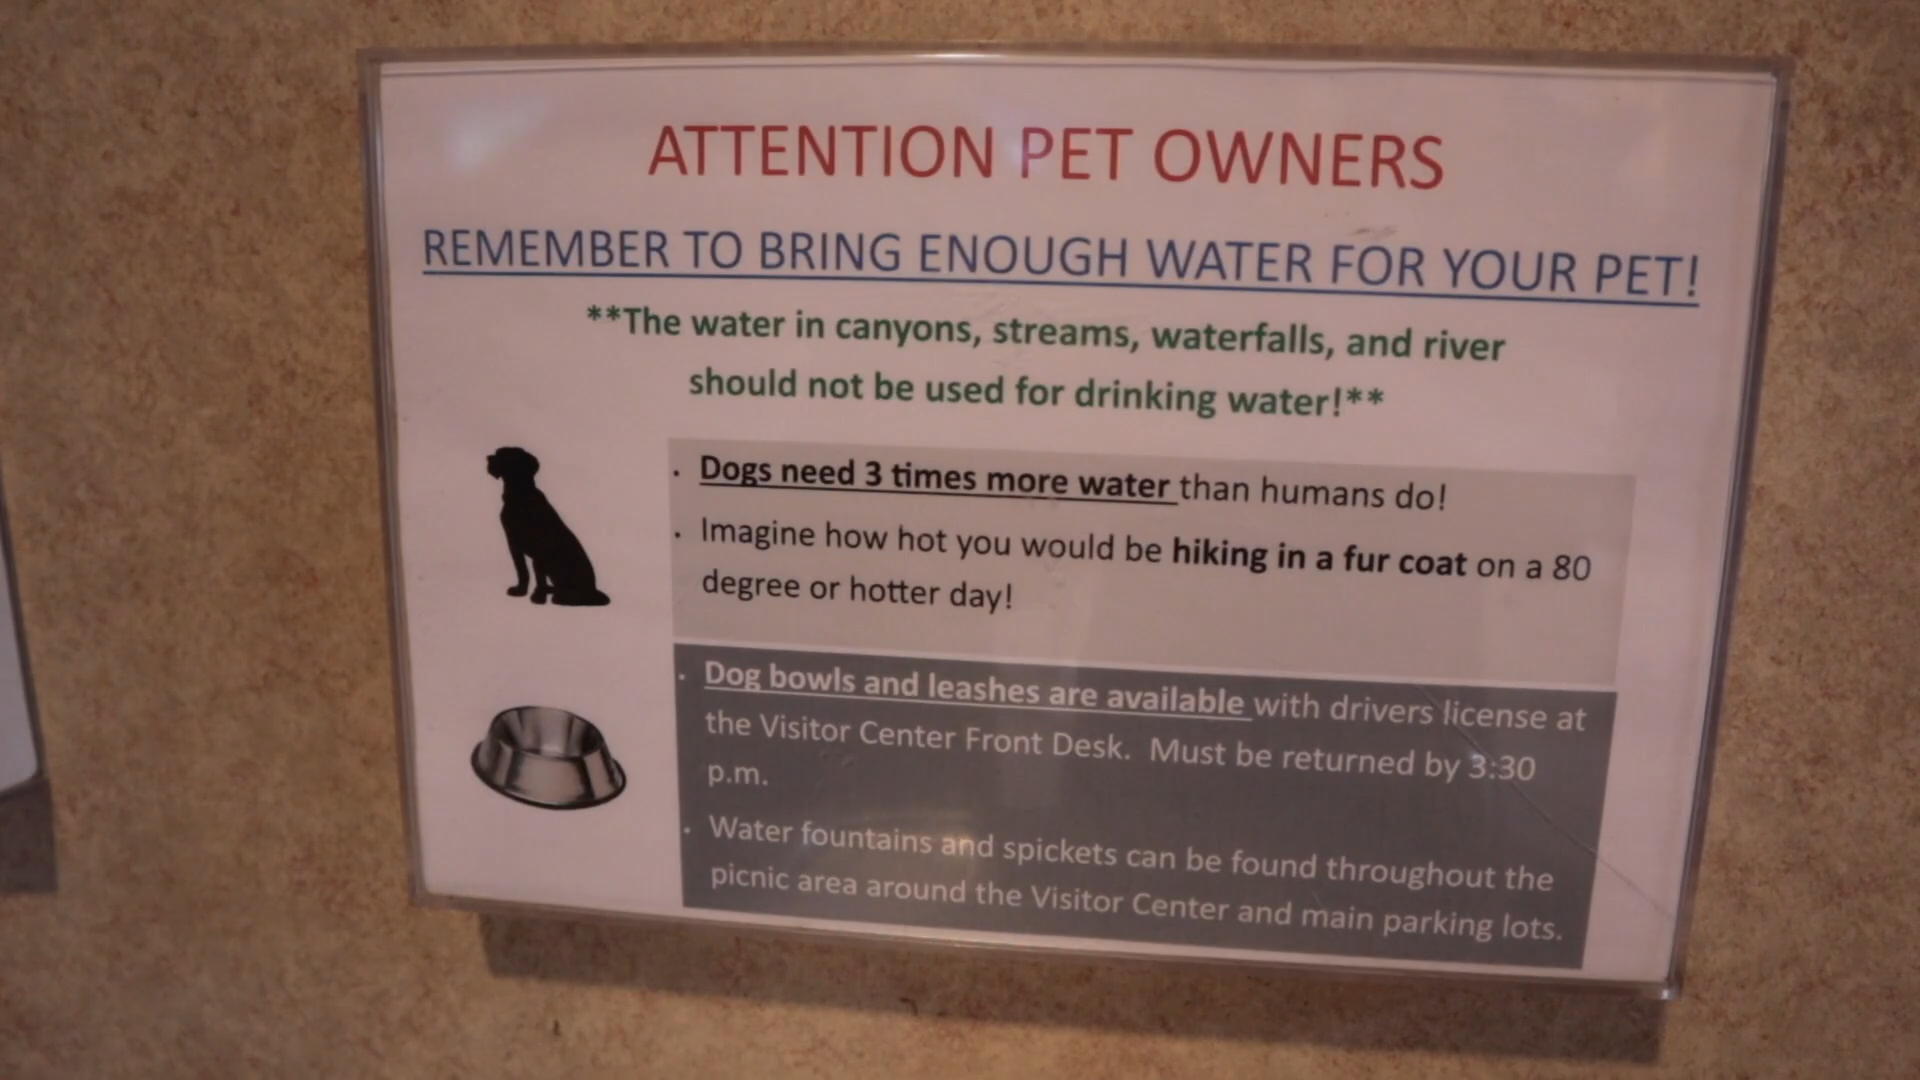 ATTENTION PET OWNERS
REMEMBER TO BRING ENOUGH WATER FOR YOUR PET!
**The water in canyons, streams, waterfalls, and river
should not be used for drinking water!**
· Dogs need 3 times more water than humans do!
· Imagine how hot you would be hiking in a fur coat on a 80
degree or hotter day!
· Dog bowls and leashes are available with drivers license at
the Visitor Center Front Desk. Must be returned by 3:30
p.m.
· Water fountains and spickets can be found throughout the
picnic area around the Visitor Center and main parking lots.